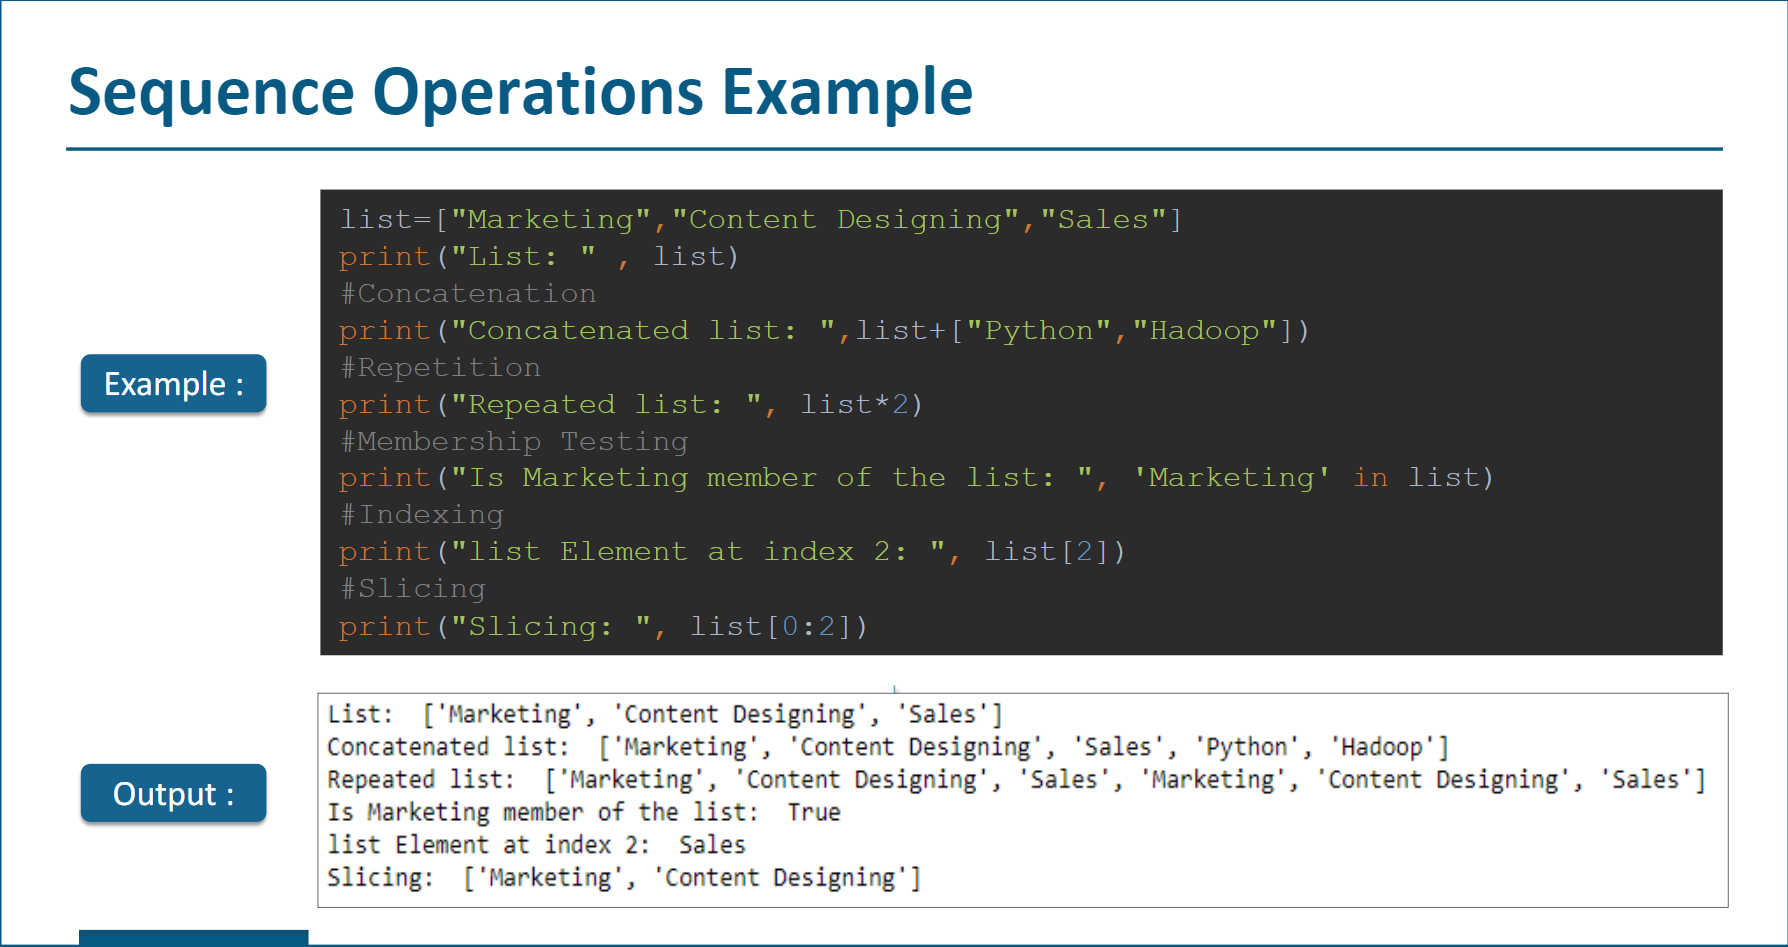 Sequence Operations Example
Example :
list=["Marketing","Content Designing","Sales"]
print("List: " , list)
#Concatenation
print("Concatenated list: ",list+["Python","Hadoop"])
#Repetition
print("Repeated list: ", list*2)
#Membership Testing
print("Is Marketing member of the list: ", 'Marketing' in list)
#Indexing
print("list Element at index 2: ", list[2])
#Slicing
print("Slicing: ", list[0:2])
Output :
List:  ['Marketing', 'Content Designing', 'Sales']
Concatenated list:  ['Marketing', 'Content Designing', 'Sales', 'Python', 'Hadoop']
Repeated list:  ['Marketing', 'Content Designing', 'Sales', 'Marketing', 'Content Designing', 'Sales']
Is Marketing member of the list:  True
list Element at index 2:  Sales
Slicing:  ['Marketing', 'Content Designing']